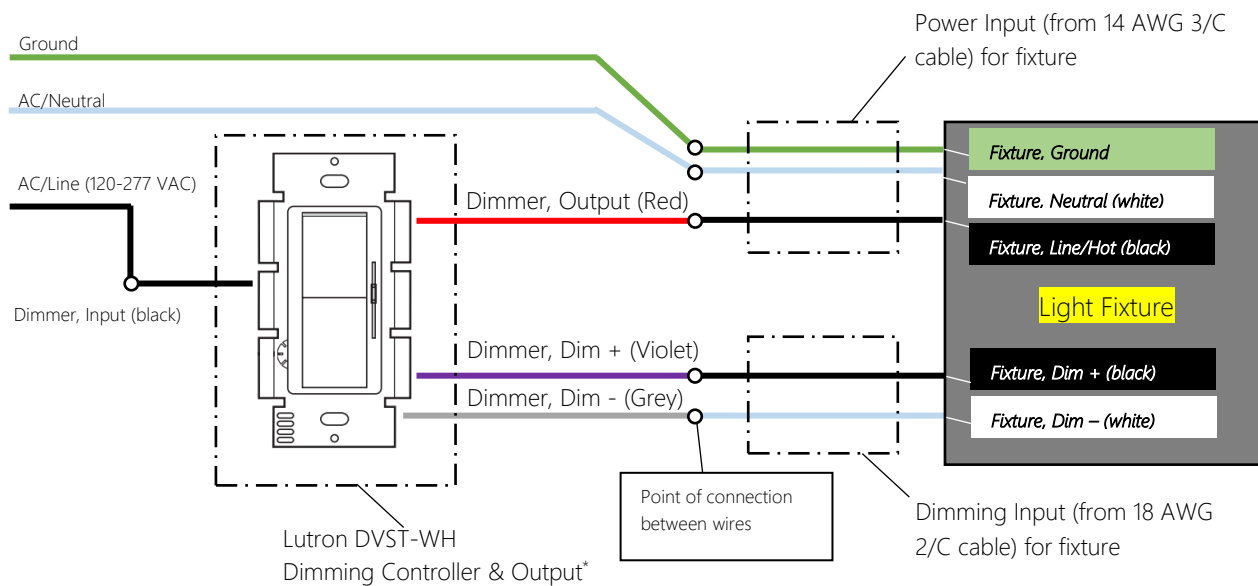 Power Input (from 14 AWG 3/C
cable) for fixture
Ground
AC/Neutral
AC/Line (120-277 VAC)
Dimmer, Input (black)
Dimmer, Output (Red)
Dimmer, Dim + (Violet)
Dimmer, Dim - (Grey)
Fixture, Ground
Fixture, Neutral (white)
Fixture, Line/Hot (black)
Light Fixture
Fixture, Dim + (black)
Fixture, Dim – (white)
Point of connection
between wires
Lutron DVST-WH
Dimming Controller & Output*
Dimming Input (from 18 AWG
2/C cable) for fixture